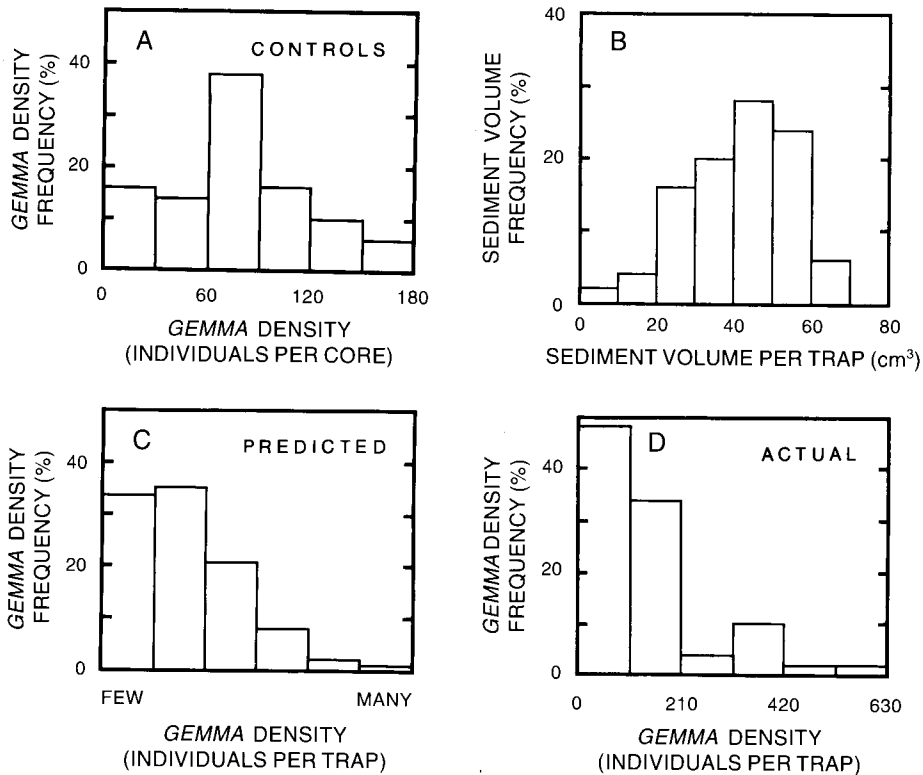 A
CONTROLS
GEMMA DENSITY
FREQUENCY (%)
40
20
0
0 60 120 180
GEMMA DENSITY
(INDIVIDUALS PER CORE)
B
SEDIMENT VOLUME
FREQUENCY (%)
40
20
0
0 20 40 60 80
SEDIMENT VOLUME PER TRAP (cm³)
C
PREDICTED
GEMMA DENSITY
FREQUENCY (%)
40
20
0
FEW MANY
GEMMA DENSITY
(INDIVIDUALS PER TRAP)
D
ACTUAL
GEMMA DENSITY
FREQUENCY (%)
40
20
0
0 210 420 630
GEMMA DENSITY
(INDIVIDUALS PER TRAP)